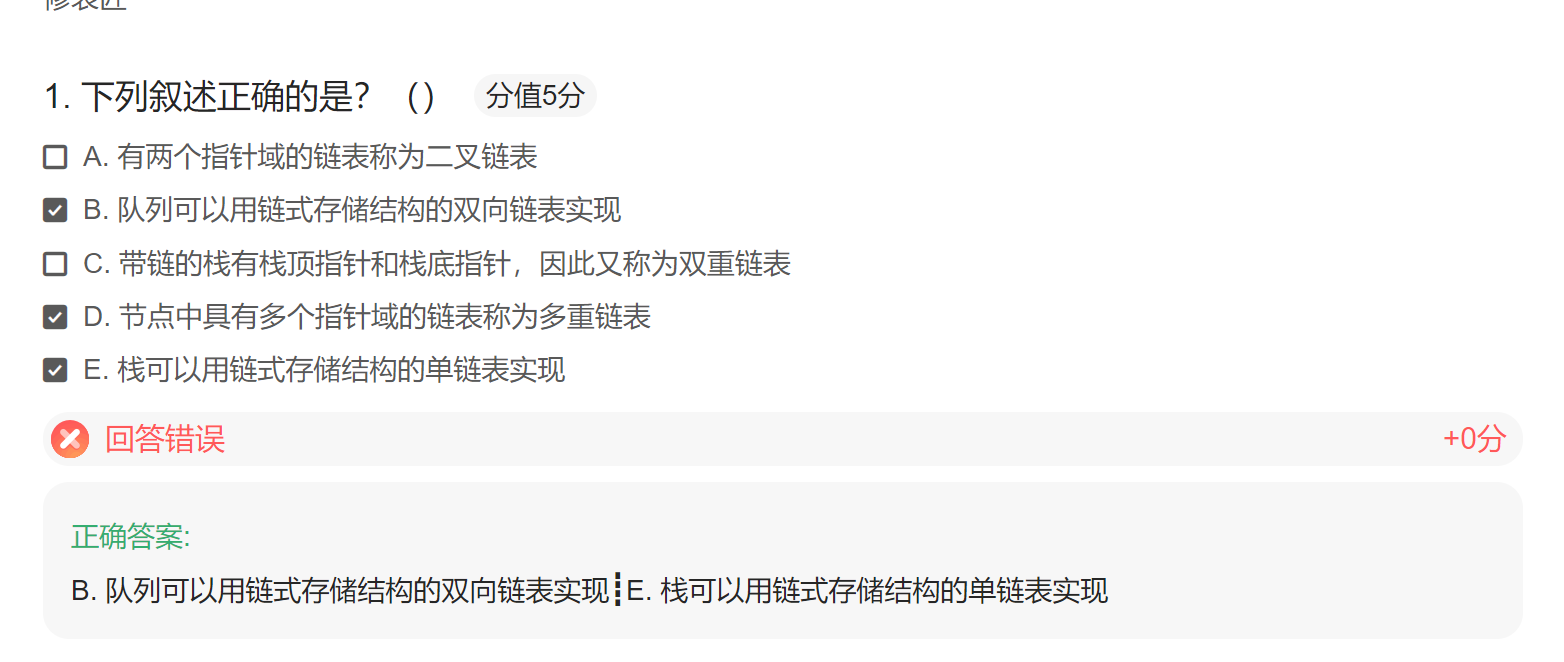 修表匠
1. 下列叙述正确的是? () 分值5分
A. 有两个指针域的链表称为二叉链表
B. 队列可以用链式存储结构的双向链表实现
C. 带链的栈有栈顶指针和栈底指针，因此又称为双重链表
D. 节点中具有多个指针域的链表称为多重链表
E. 栈可以用链式存储结构的单链表实现
回答错误 +0分
正确答案:
B. 队列可以用链式存储结构的双向链表实现┋E. 栈可以用链式存储结构的单链表实现